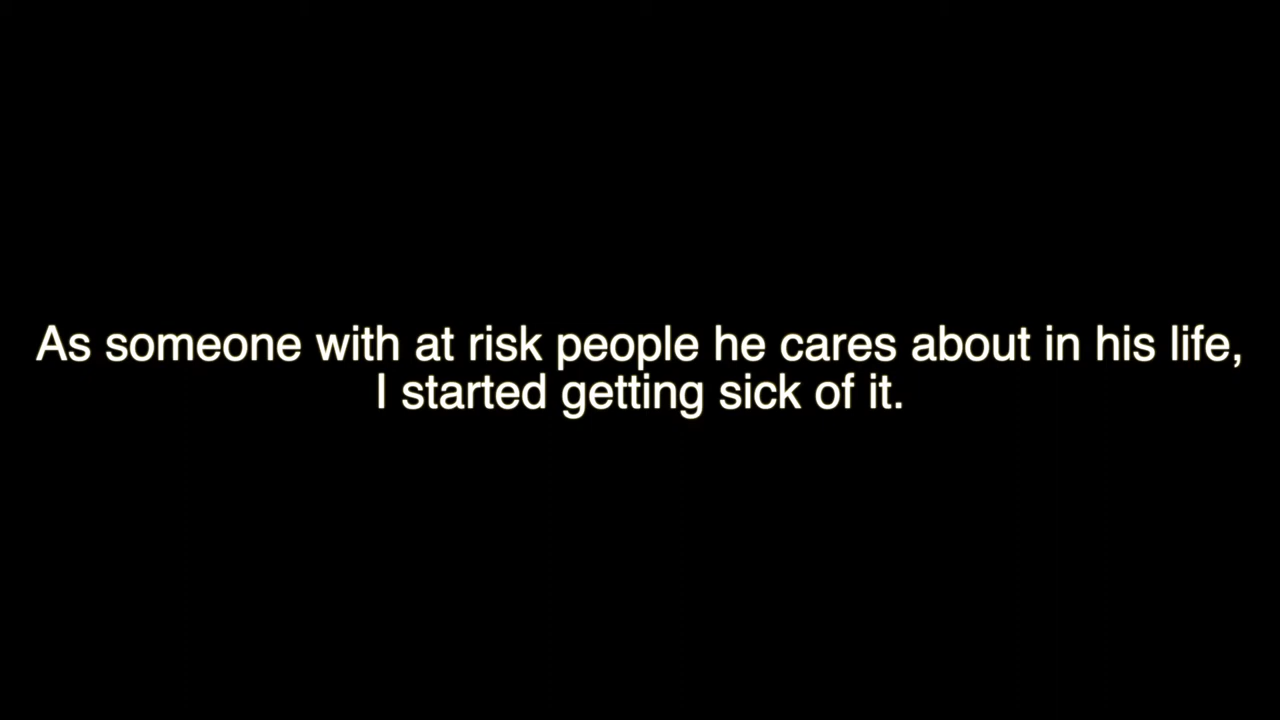 As someone with at risk people he cares about in his life,
I started getting sick of it.